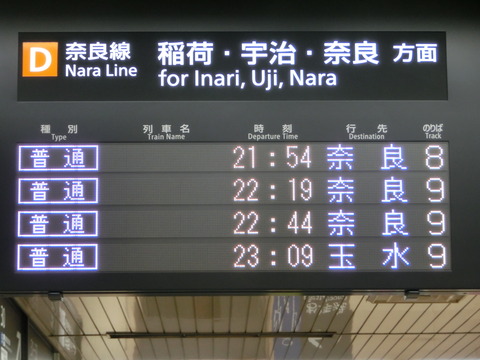 D 奈良線 稲荷・宇治・奈良 方面
Nara Line for Inari, Uji, Nara
種別 列車名 時刻 行先 のりば
Type Train Name Departure Time Destination Track
普通 21:54 奈良 8
普通 22:19 奈良 9
普通 22:44 奈良 9
普通 23:09 玉水 9